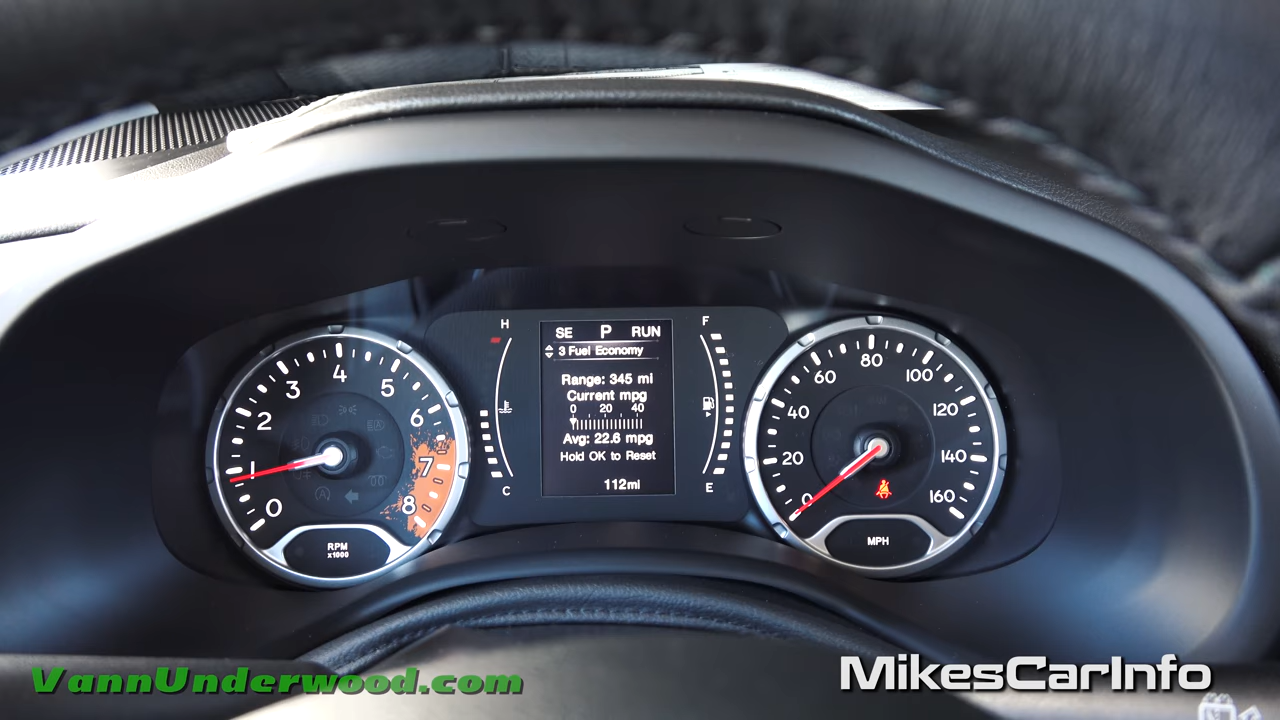 H
SE P RUN
F
3 Fuel Economy
Range: 345 mi
Current mpg
0 20 40
Avg: 22.6 mpg
Hold OK to Reset
112mi
C
E
0 1 2 3 4 5 6 7 8
RPM
x1000
0 20 40 60 80 100 120 140 160
MPH
VannUnderwood.com
MikesCarInfo